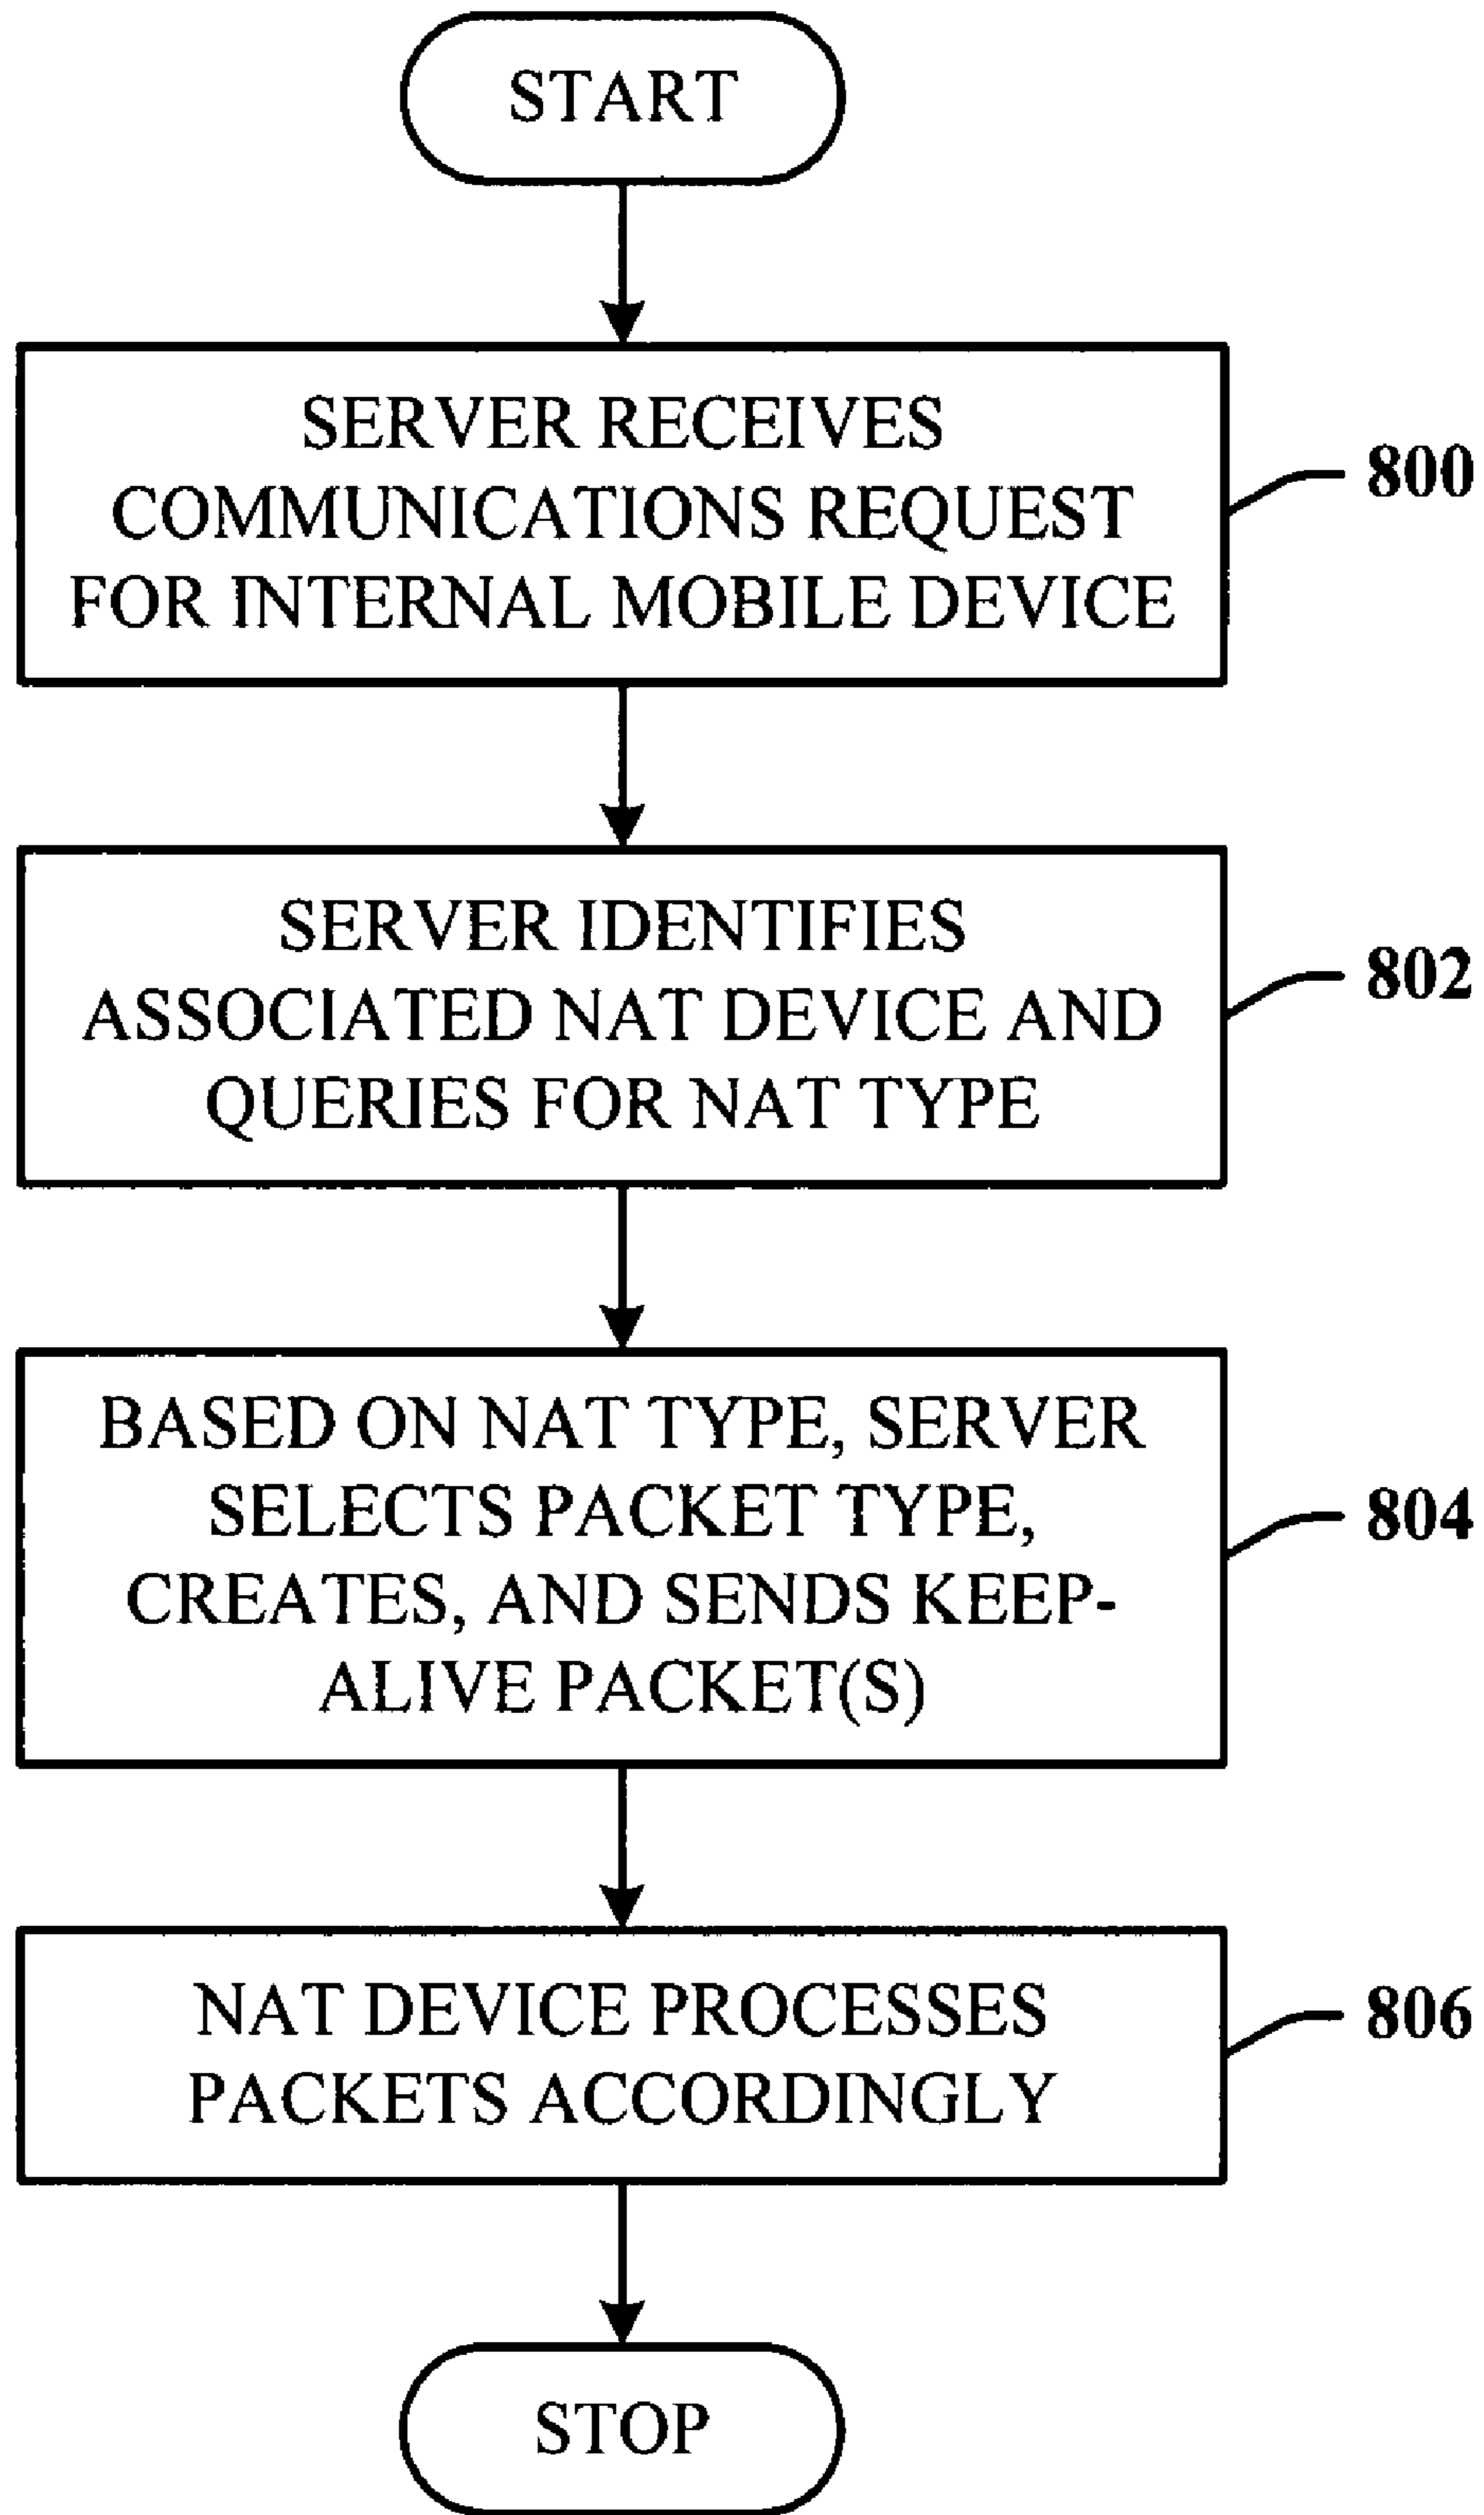 START
SERVER RECEIVES
COMMUNICATIONS REQUEST
FOR INTERNAL MOBILE DEVICE
800
SERVER IDENTIFIES
ASSOCIATED NAT DEVICE AND
QUERIES FOR NAT TYPE
802
BASED ON NAT TYPE, SERVER
SELECTS PACKET TYPE,
CREATES, AND SENDS KEEP-
ALIVE PACKET(S)
804
NAT DEVICE PROCESSES
PACKETS ACCORDINGLY
806
STOP